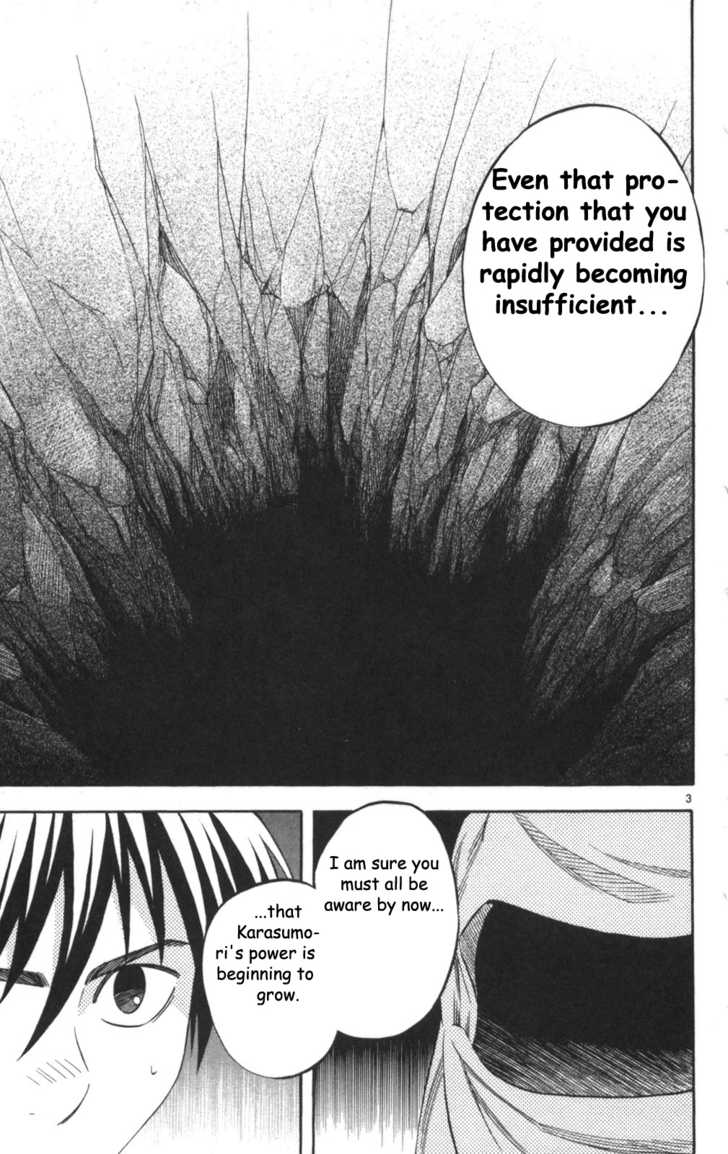 Even that pro-
tection that you
have provided is
rapidly becoming
insufficient...
3
I am sure you
must all be
aware by now...
...that
Karasumo-
ri's power is
beginning to
grow.